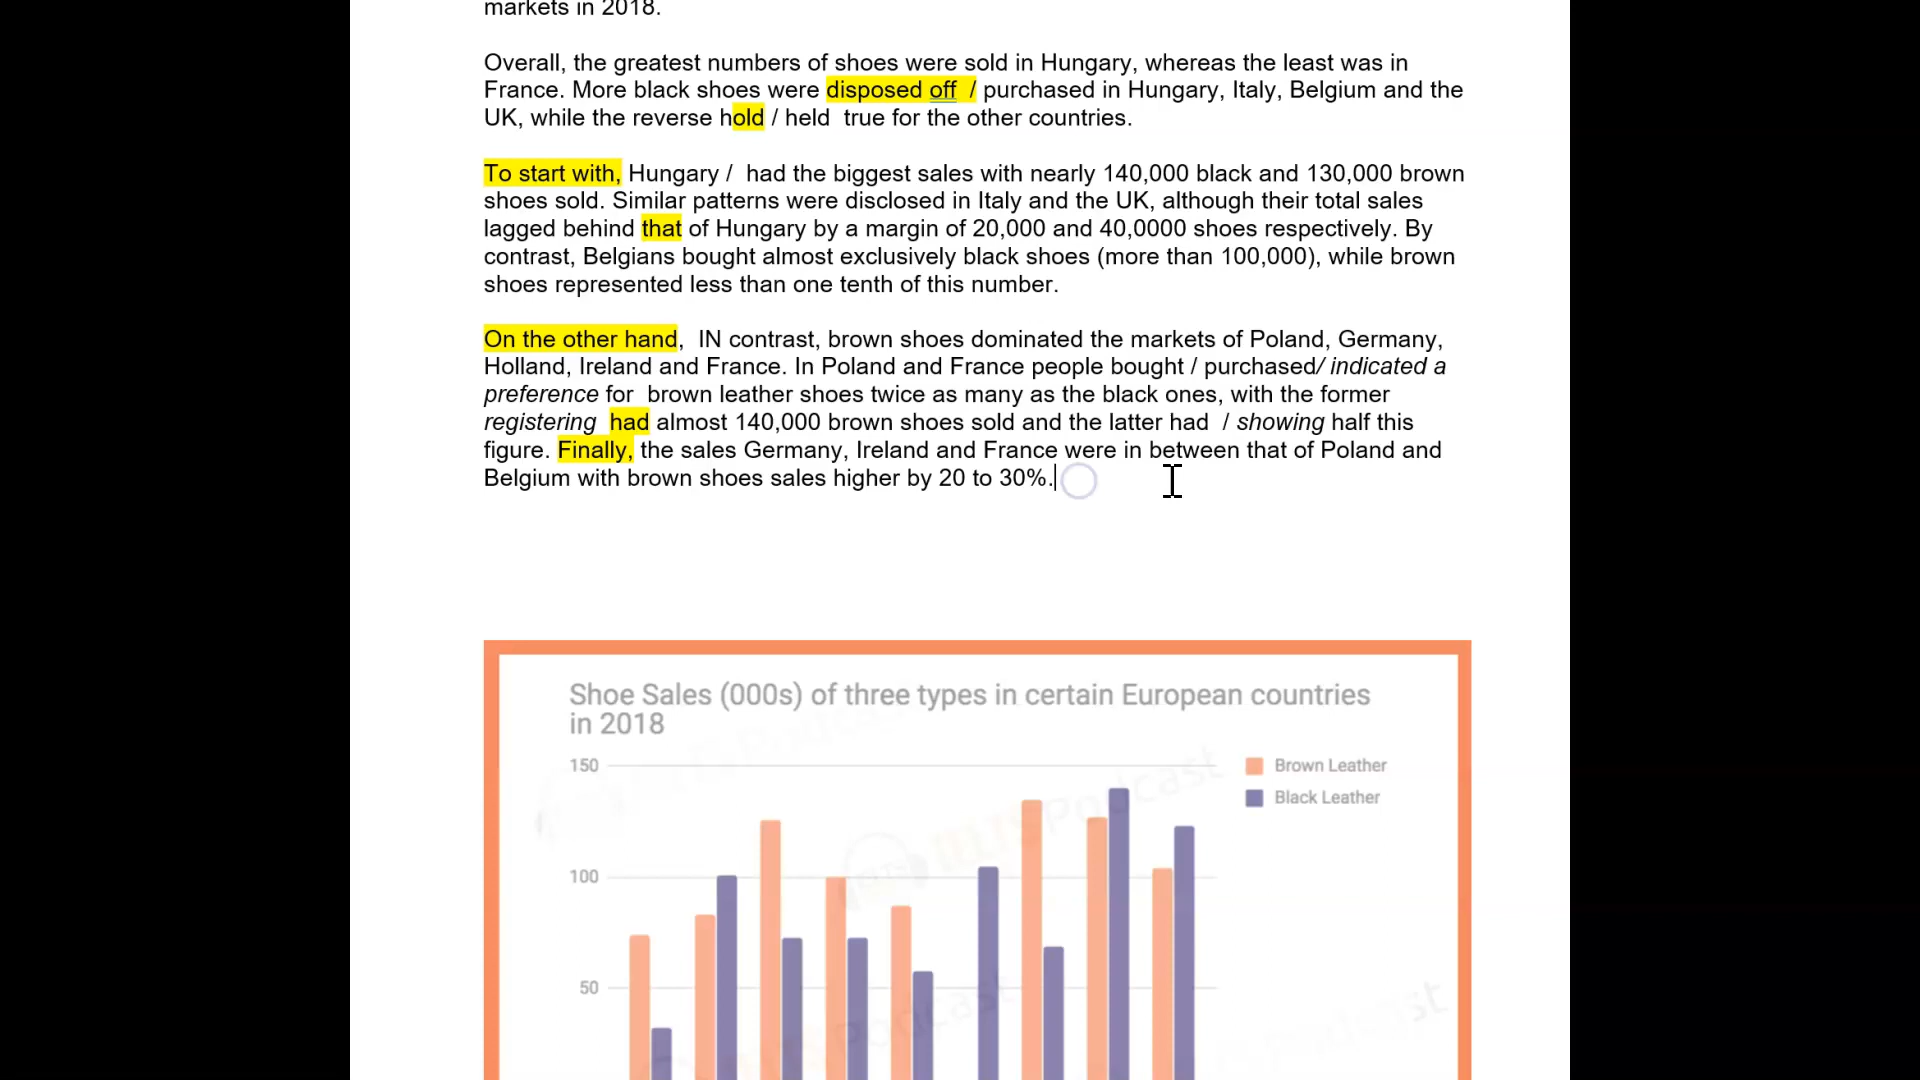 markets in 2018.
Overall, the greatest numbers of shoes were sold in Hungary, whereas the least was in
France. More black shoes were disposed off / purchased in Hungary, Italy, Belgium and the
UK, while the reverse hold / held true for the other countries.
To start with, Hungary / had the biggest sales with nearly 140,000 black and 130,000 brown
shoes sold. Similar patterns were disclosed in Italy and the UK, although their total sales
lagged behind that of Hungary by a margin of 20,000 and 40,0000 shoes respectively. By
contrast, Belgians bought almost exclusively black shoes (more than 100,000), while brown
shoes represented less than one tenth of this number.
On the other hand, IN contrast, brown shoes dominated the markets of Poland, Germany,
Holland, Ireland and France. In Poland and France people bought / purchased/ indicated a
preference for brown leather shoes twice as many as the black ones, with the former
registering had almost 140,000 brown shoes sold and the latter had / showing half this
figure. Finally, the sales Germany, Ireland and France were in between that of Poland and
Belgium with brown shoes sales higher by 20 to 30%.
Shoe Sales (000s) of three types in certain European countries
in 2018
150
Brown Leather
Black Leather
100
50